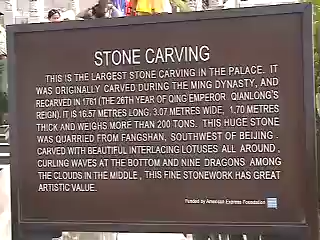 STONE CARVING
THIS IS THE LARGEST STONE CARVING IN THE PALACE. IT
WAS ORIGINALLY CARVED DURING THE MING DYNASTY, AND
RECARVED IN 1761 (THE 26TH YEAR OF QING EMPEROR QIANLONG'S
REIGN). IT IS 16.57 METRES LONG, 3.07 METRES WIDE, 1.70 METRES
THICK AND WEIGHS MORE THAN 200 TONS. THIS HUGE STONE
WAS QUARRIED FROM FANGSHAN, SOUTHWEST OF BEIJING.
CARVED WITH BEAUTIFUL INTERLACING LOTUSES ALL AROUND,
CURLING WAVES AT THE BOTTOM AND NINE DRAGONS AMONG
THE CLOUDS IN THE MIDDLE, THIS FINE STONEWORK HAS GREAT
ARTISTIC VALUE.
Funded by American Express Foundation